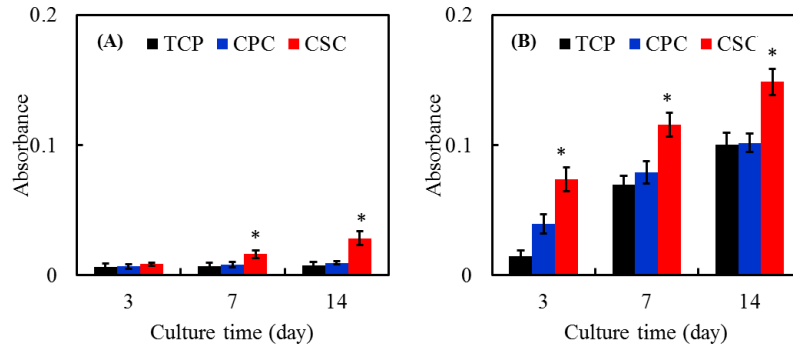 0.2
(A)
TCP CPC CSC
*
*
0.1
0
Absorbance
3 7 14
Culture time (day)
0.2
(B)
TCP CPC CSC
*
*
*
0.1
0
Absorbance
3 7 14
Culture time (day)